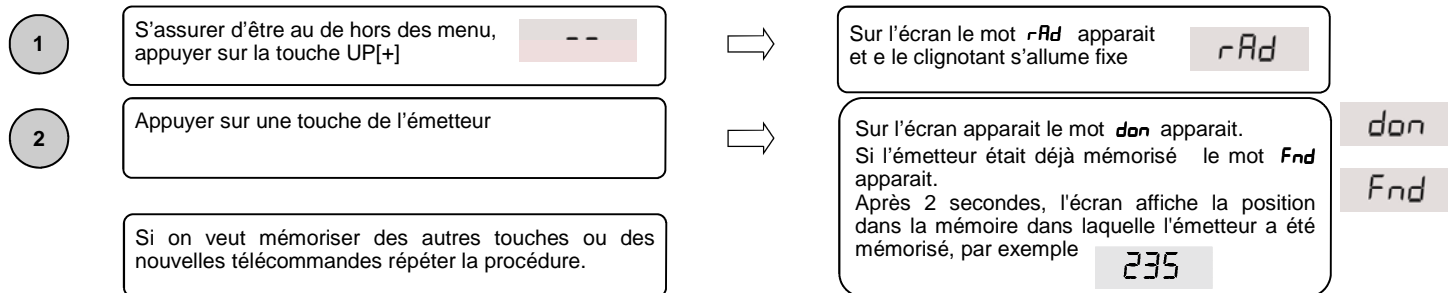 1
S'assurer d'être au de hors des menu,
appuyer sur la touche UP[+]
--
Sur l'écran le mot rAd apparait
et e le clignotant s'allume fixe
rAd
2
Appuyer sur une touche de l'émetteur
Sur l'écran apparait le mot don apparait.
Si l'émetteur était déjà mémorisé le mot Fnd
apparait.
Après 2 secondes, l'écran affiche la position
dans la mémoire dans laquelle l'émetteur a été
mémorisé, par exemple
235
don
Fnd
Si on veut mémoriser des autres touches ou des
nouvelles télécommandes répéter la procédure.